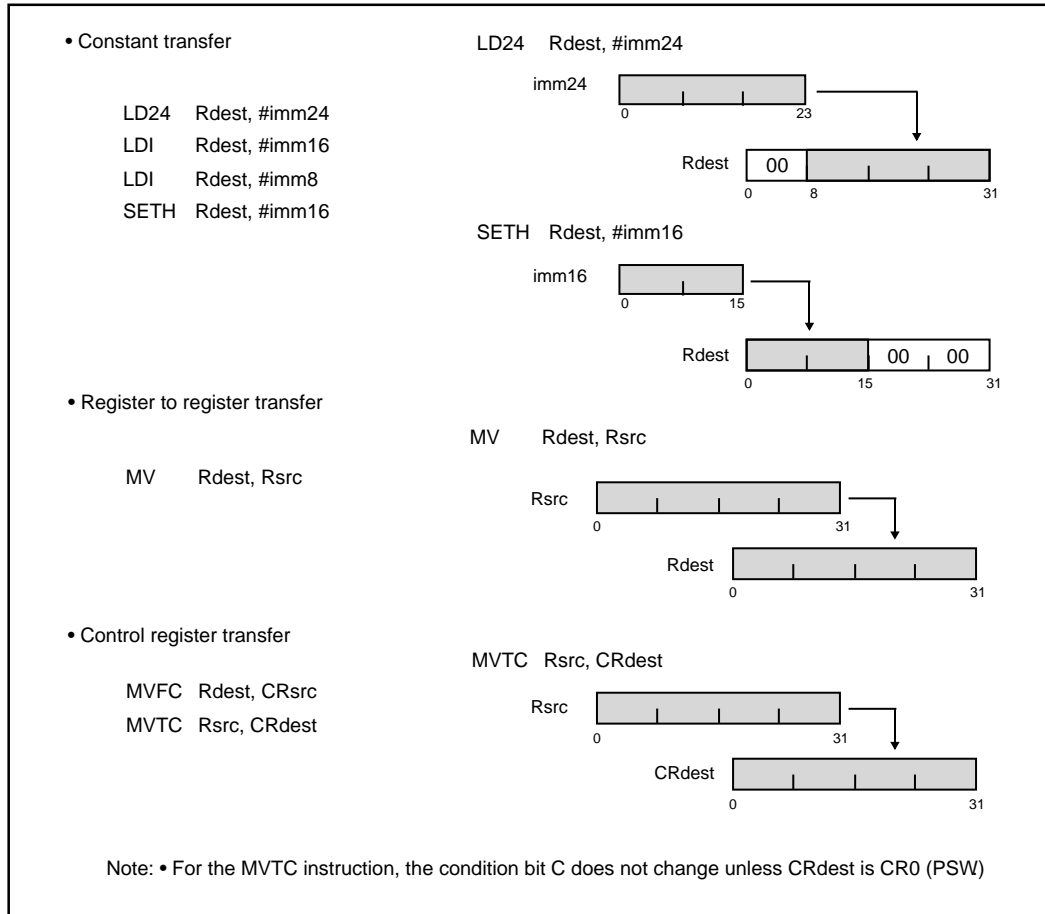 • Constant transfer
LD24 Rdest, #imm24
LDI Rdest, #imm16
LDI Rdest, #imm8
SETH Rdest, #imm16
LD24 Rdest, #imm24
imm24
0 23
Rdest 00
0 8 31
SETH Rdest, #imm16
imm16
0 15
Rdest 00 00
0 15 31
• Register to register transfer
MV Rdest, Rsrc
MV Rdest, Rsrc
Rsrc
0 31
Rdest
0 31
• Control register transfer
MVFC Rdest, CRsrc
MVTC Rsrc, CRdest
MVTC Rsrc, CRdest
Rsrc
0 31
CRdest
0 31
Note: • For the MVTC instruction, the condition bit C does not change unless CRdest is CR0 (PSW)